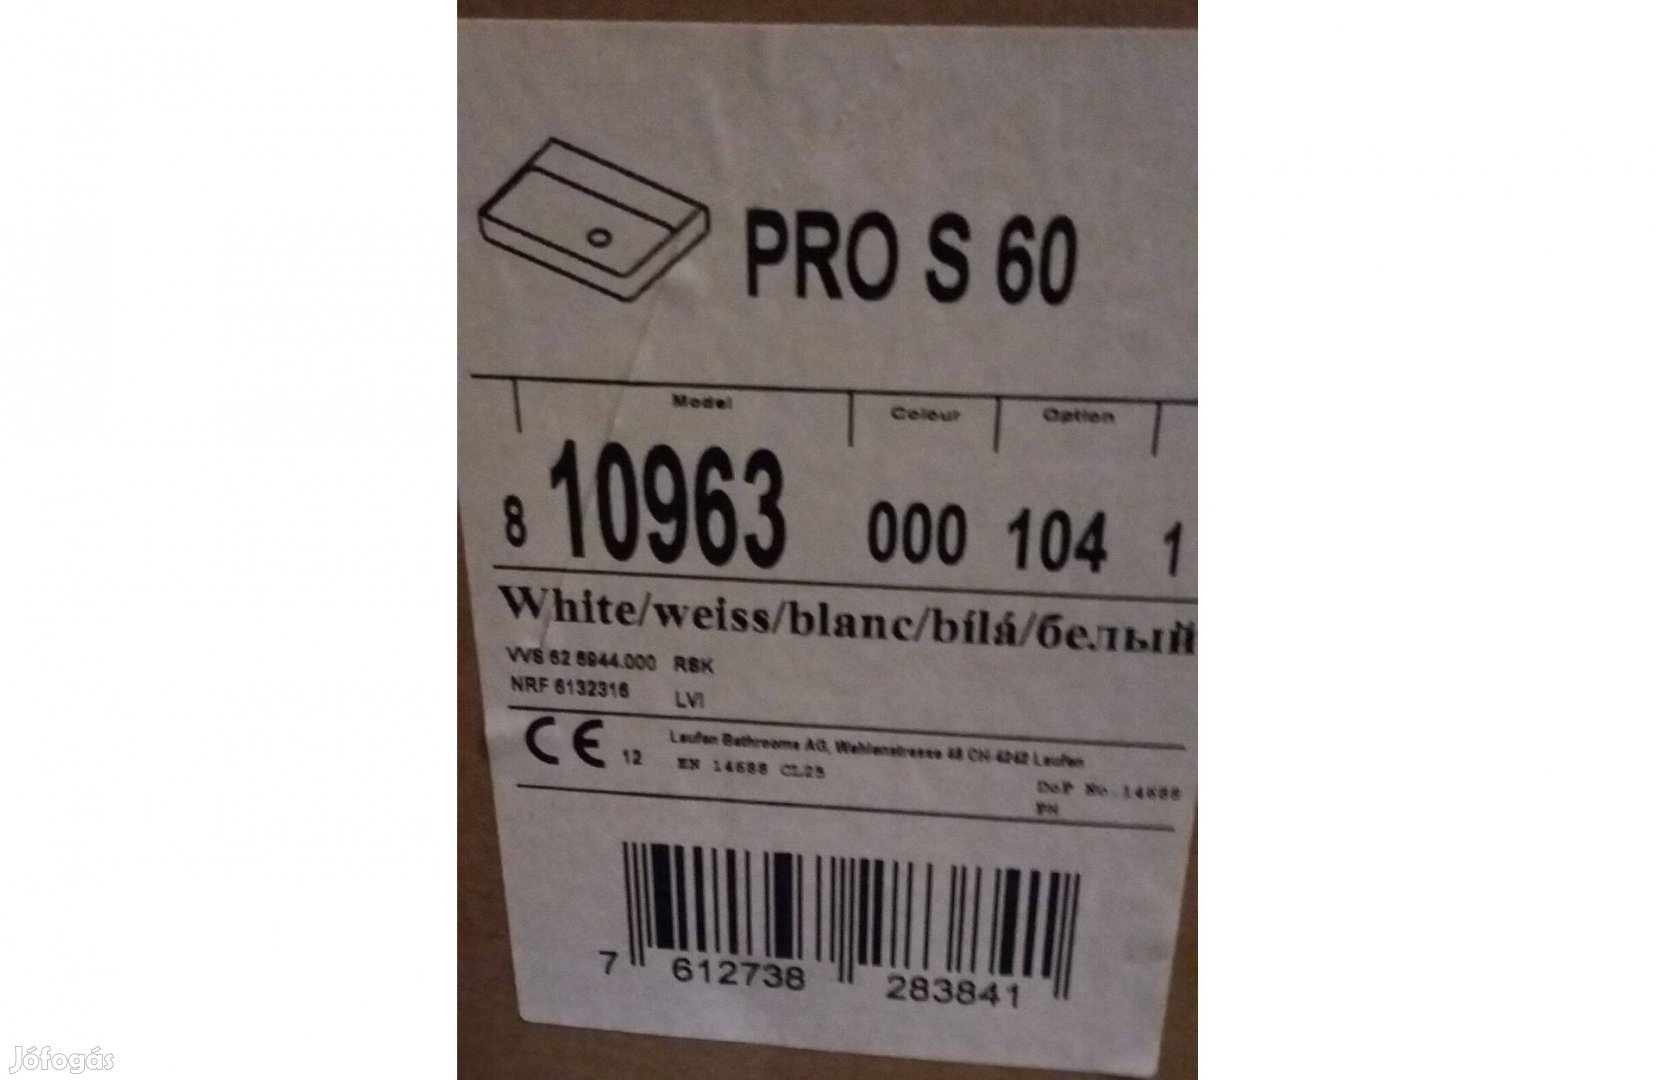 PRO S 60
Model Colour Option
8 10963 000 104 1
White/weiss/blanc/bílá/белый
VVS 62 6944.000 RSK
NRF 6132316 LVI
CE 12 Laufen Bathrooms AG, Wahlenstrasse 46 CH-4242 Laufen
EN 14688 CL25
DoP No. 14688
PN
7 612738 283841
Jófogás